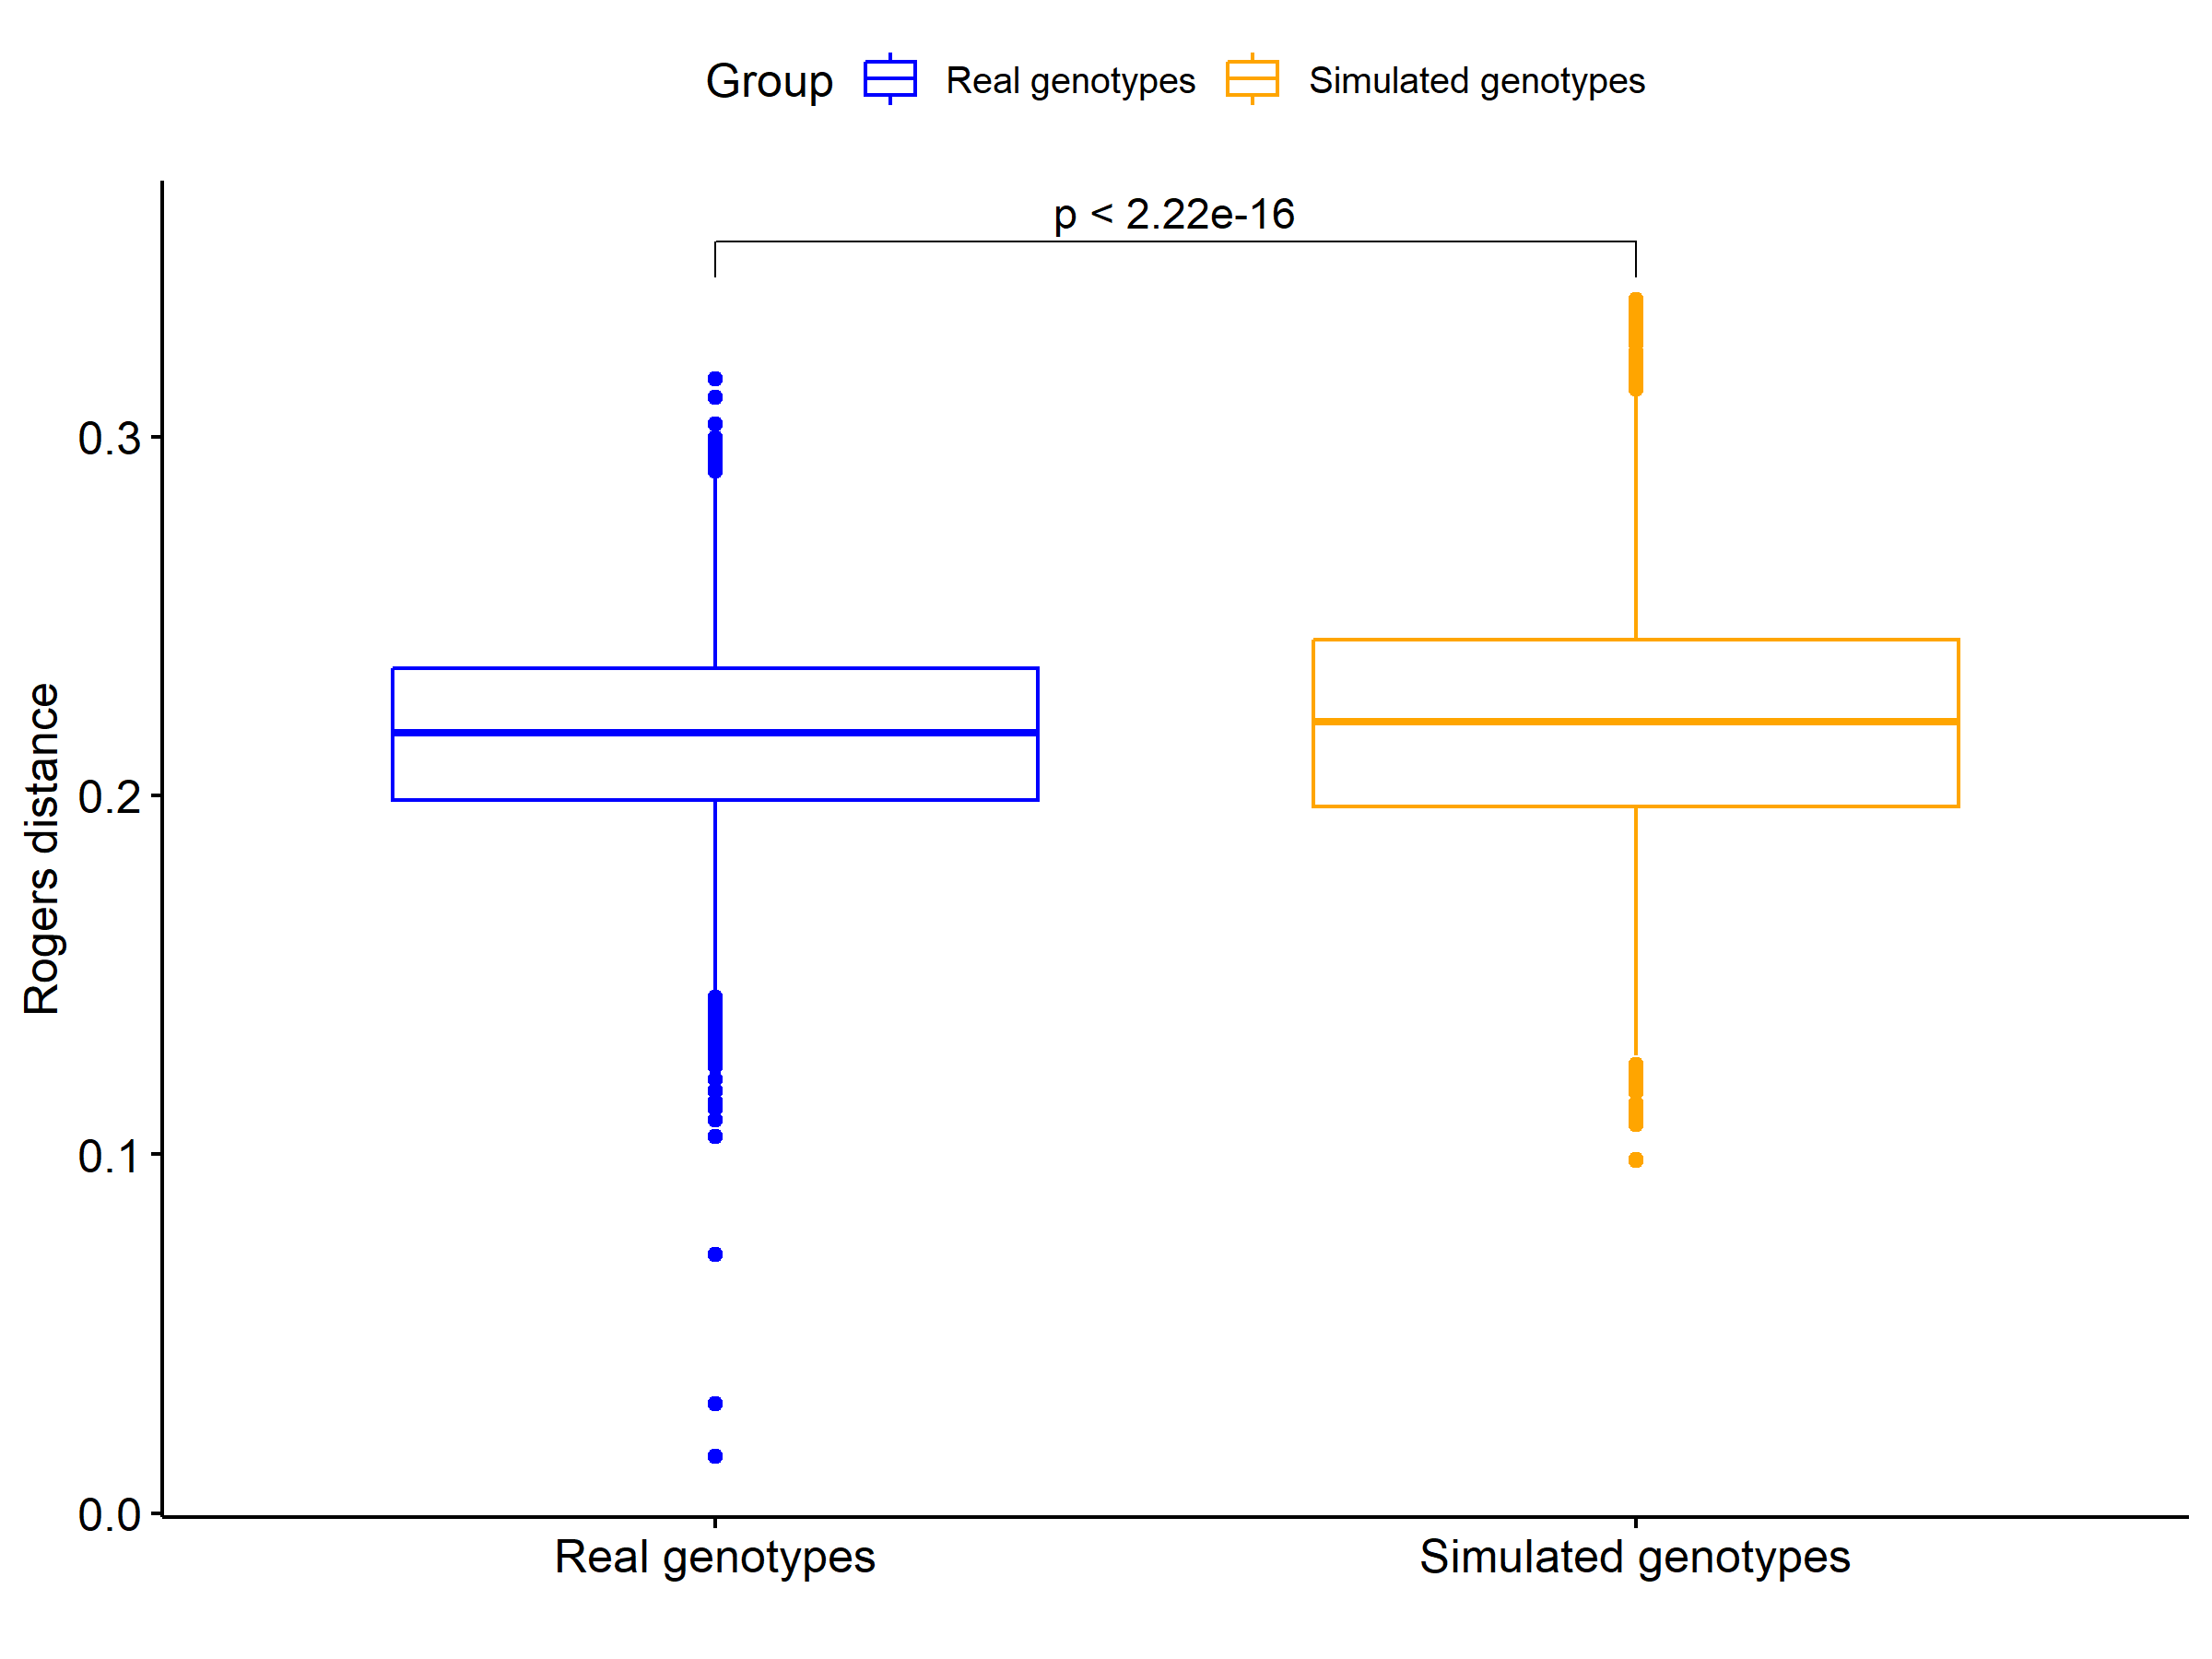 Group Real genotypes Simulated genotypes
p < 2.22e-16
0.3
0.2
0.1
0.0
Rogers distance
Real genotypes Simulated genotypes